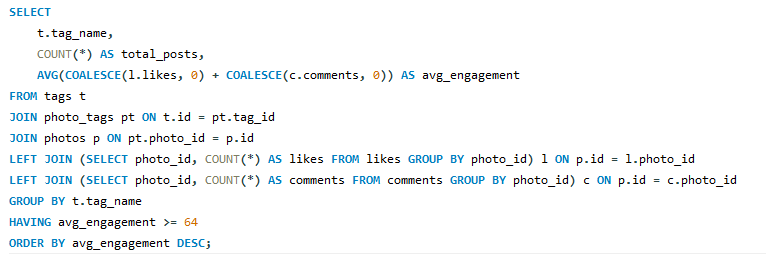 SELECT
t.tag_name,
COUNT(*) AS total_posts,
AVG(COALESCE(l.likes, 0) + COALESCE(c.comments, 0)) AS avg_engagement
FROM tags t
JOIN photo_tags pt ON t.id = pt.tag_id
JOIN photos p ON pt.photo_id = p.id
LEFT JOIN (SELECT photo_id, COUNT(*) AS likes FROM likes GROUP BY photo_id) l ON p.id = l.photo_id
LEFT JOIN (SELECT photo_id, COUNT(*) AS comments FROM comments GROUP BY photo_id) c ON p.id = c.photo_id
GROUP BY t.tag_name
HAVING avg_engagement >= 64
ORDER BY avg_engagement DESC;